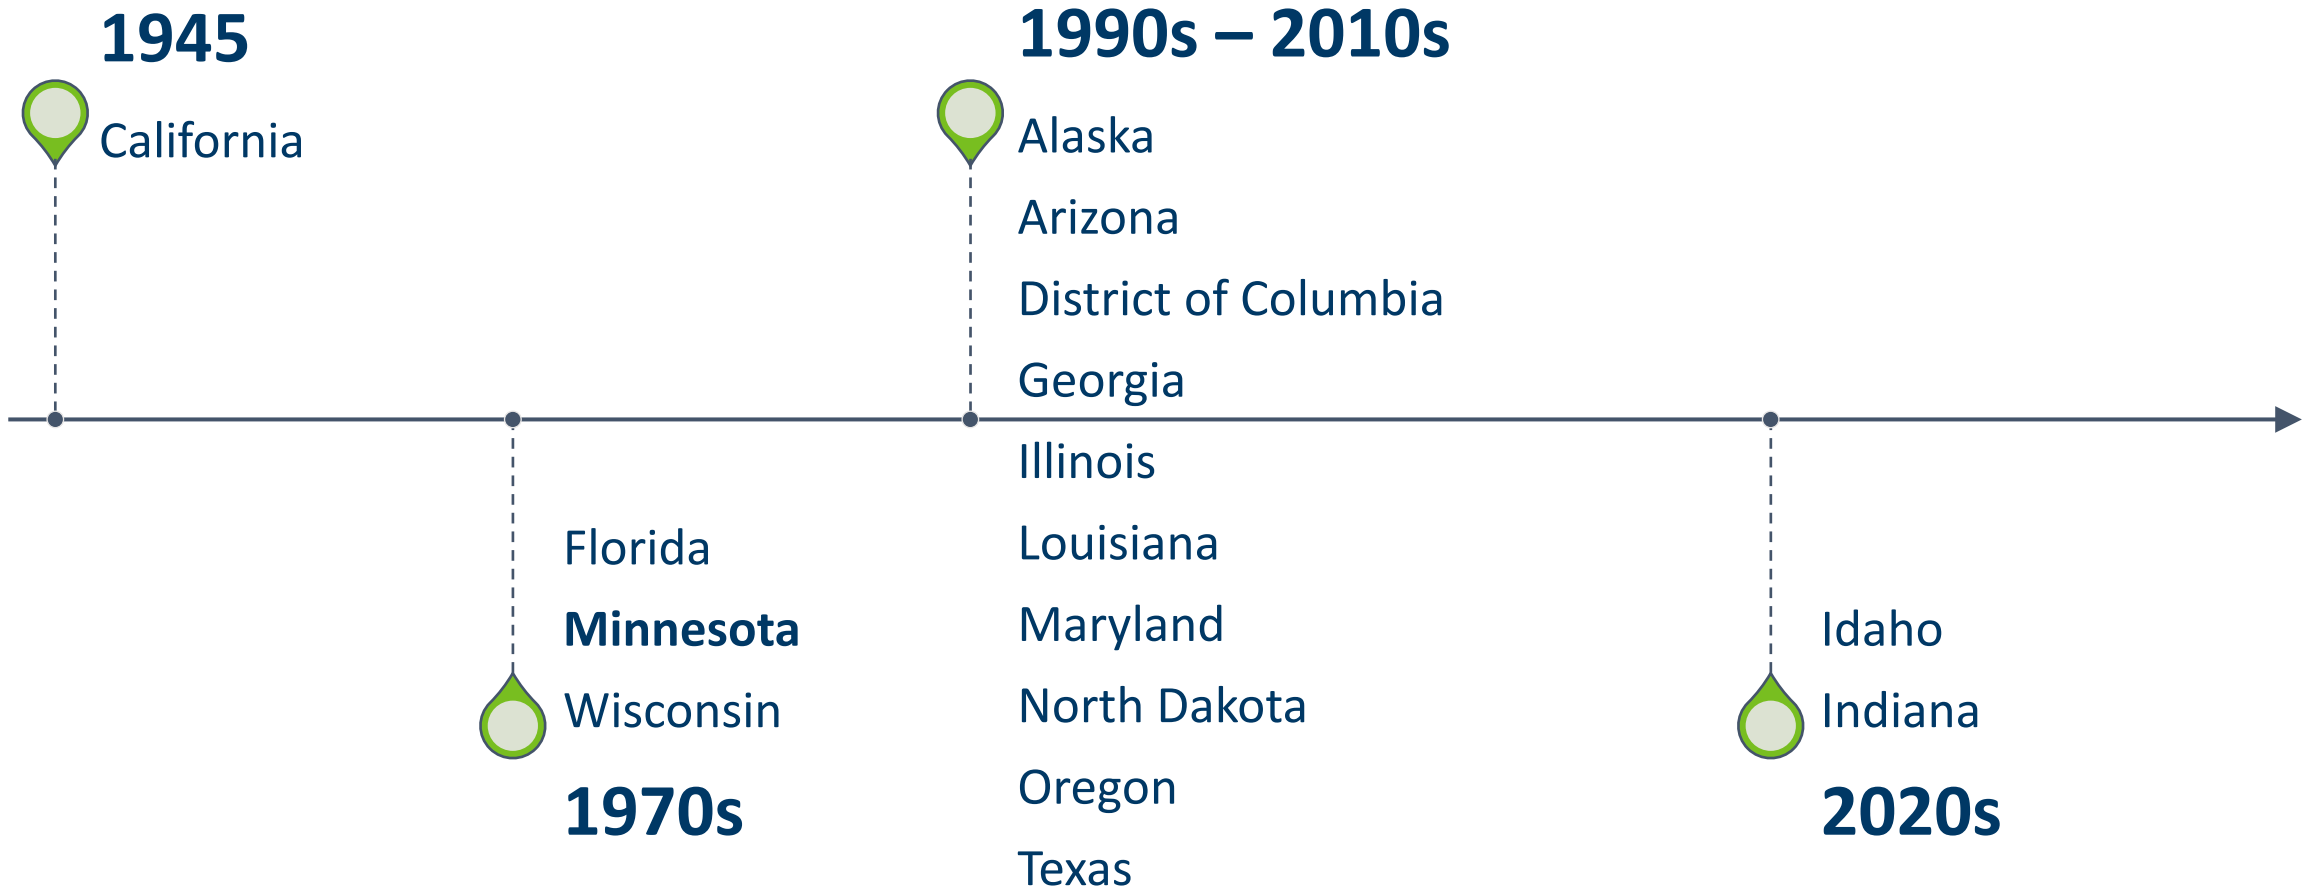 1945
California
Florida
Minnesota
Wisconsin
1970s
1990s – 2010s
Alaska
Arizona
District of Columbia
Georgia
Illinois
Louisiana
Maryland
North Dakota
Oregon
Texas
Idaho
Indiana
2020s